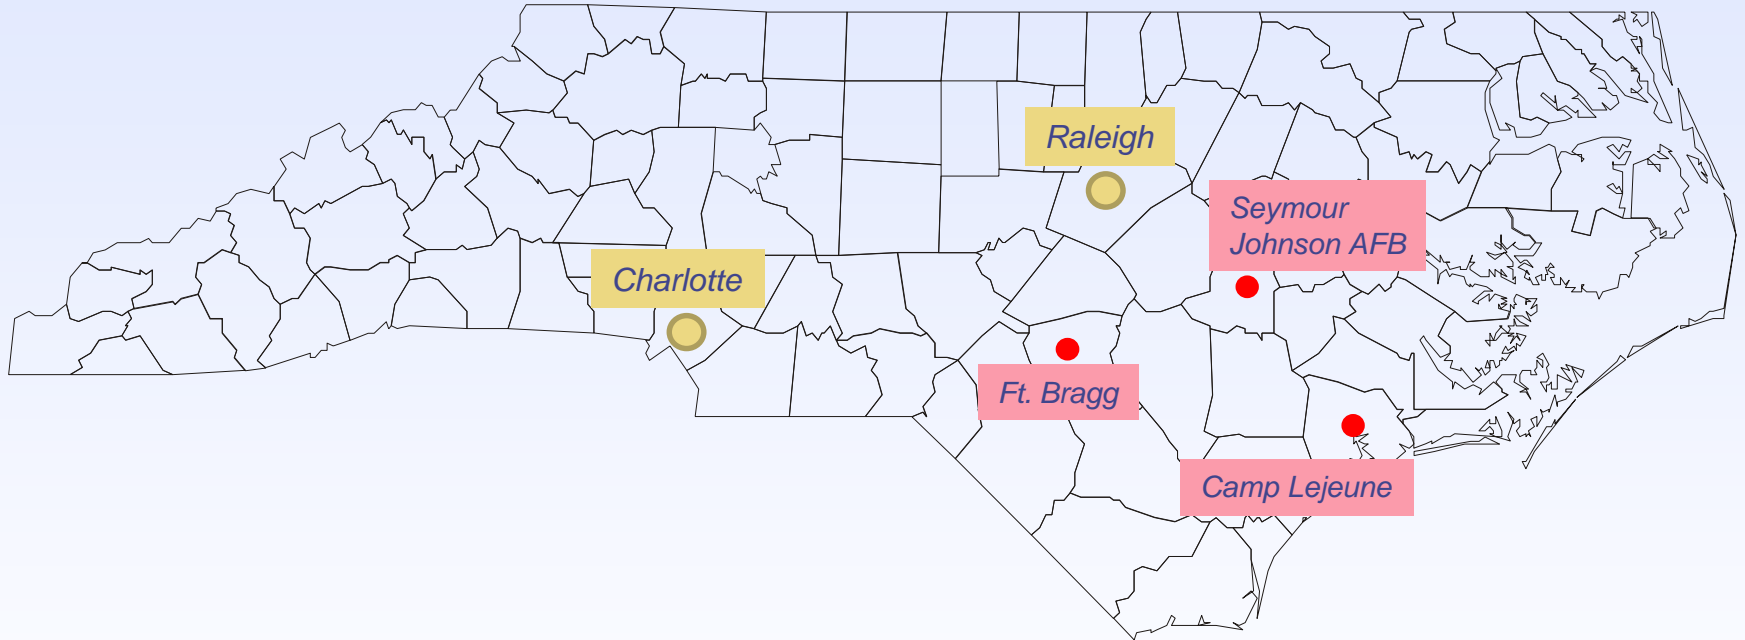 Raleigh
Seymour
Johnson AFB
Charlotte
Ft. Bragg
Camp Lejeune